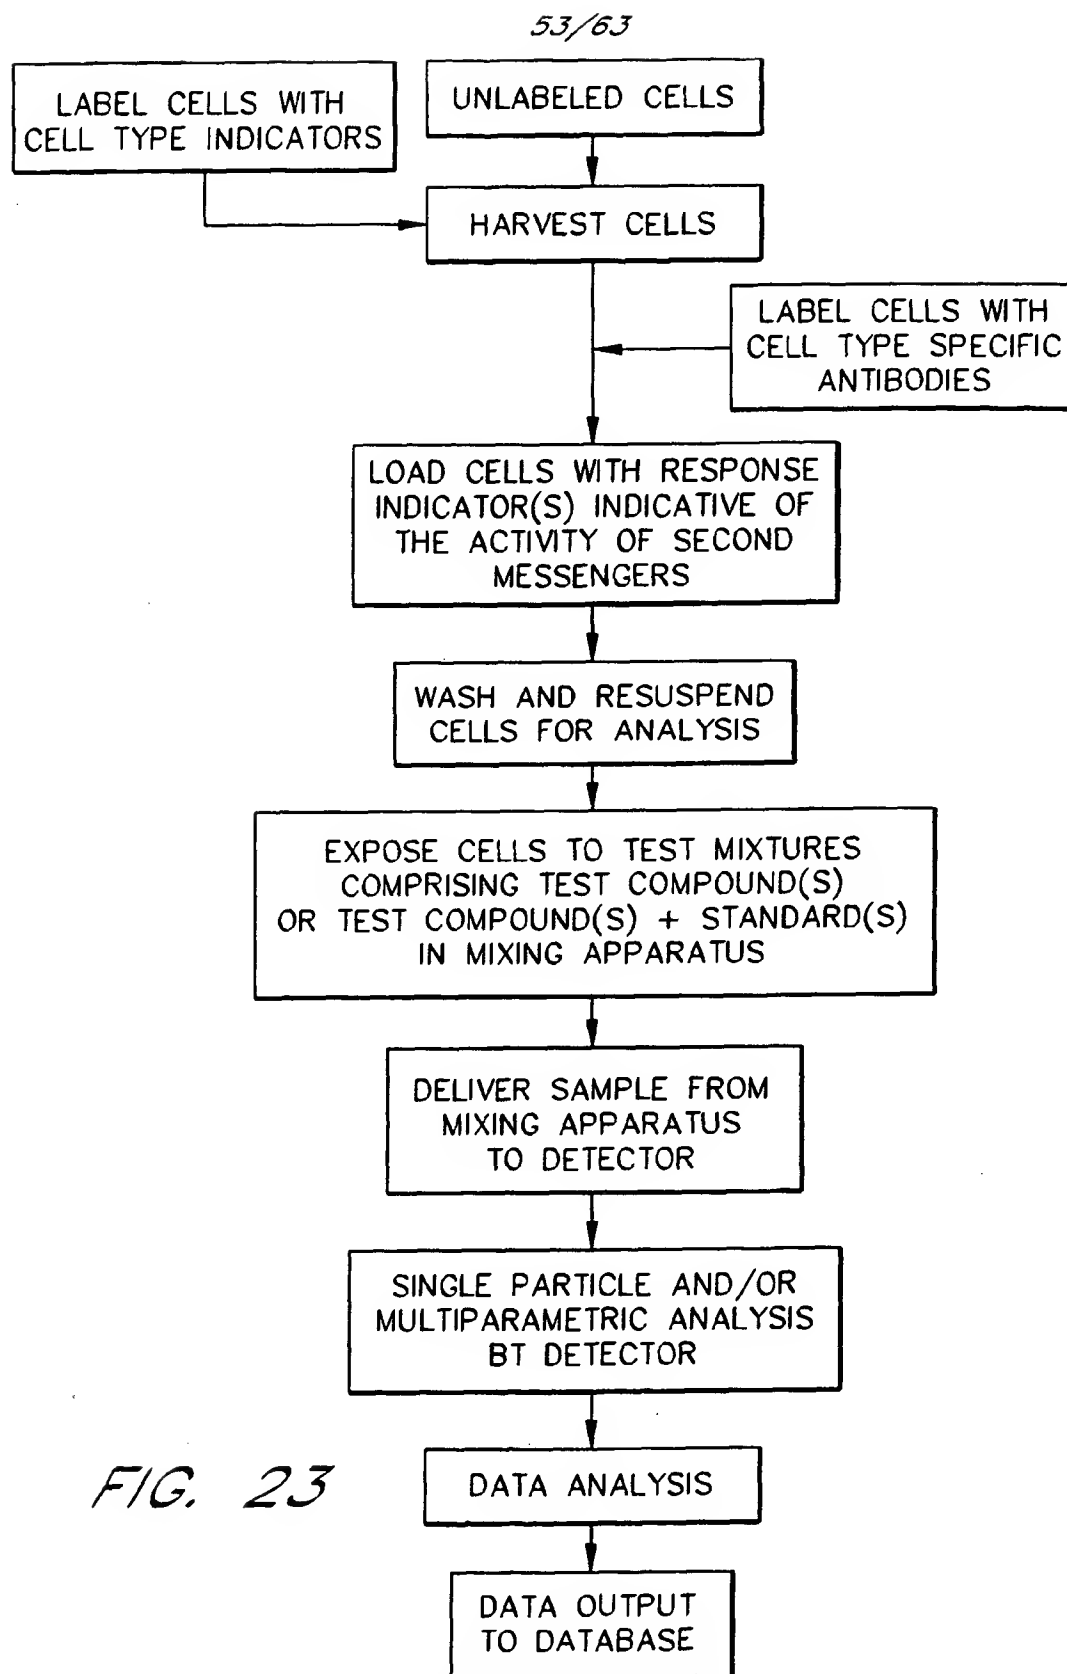 53/63
LABEL CELLS WITH
CELL TYPE INDICATORS
UNLABELED CELLS
HARVEST CELLS
LABEL CELLS WITH
CELL TYPE SPECIFIC
ANTIBODIES
LOAD CELLS WITH RESPONSE
INDICATOR(S) INDICATIVE OF
THE ACTIVITY OF SECOND
MESSENGERS
WASH AND RESUSPEND
CELLS FOR ANALYSIS
EXPOSE CELLS TO TEST MIXTURES
COMPRISING TEST COMPOUND(S)
OR TEST COMPOUND(S) + STANDARD(S)
IN MIXING APPARATUS
DELIVER SAMPLE FROM
MIXING APPARATUS
TO DETECTOR
SINGLE PARTICLE AND/OR
MULTIPARAMETRIC ANALYSIS
BT DETECTOR
DATA ANALYSIS
DATA OUTPUT
TO DATABASE
FIG. 23